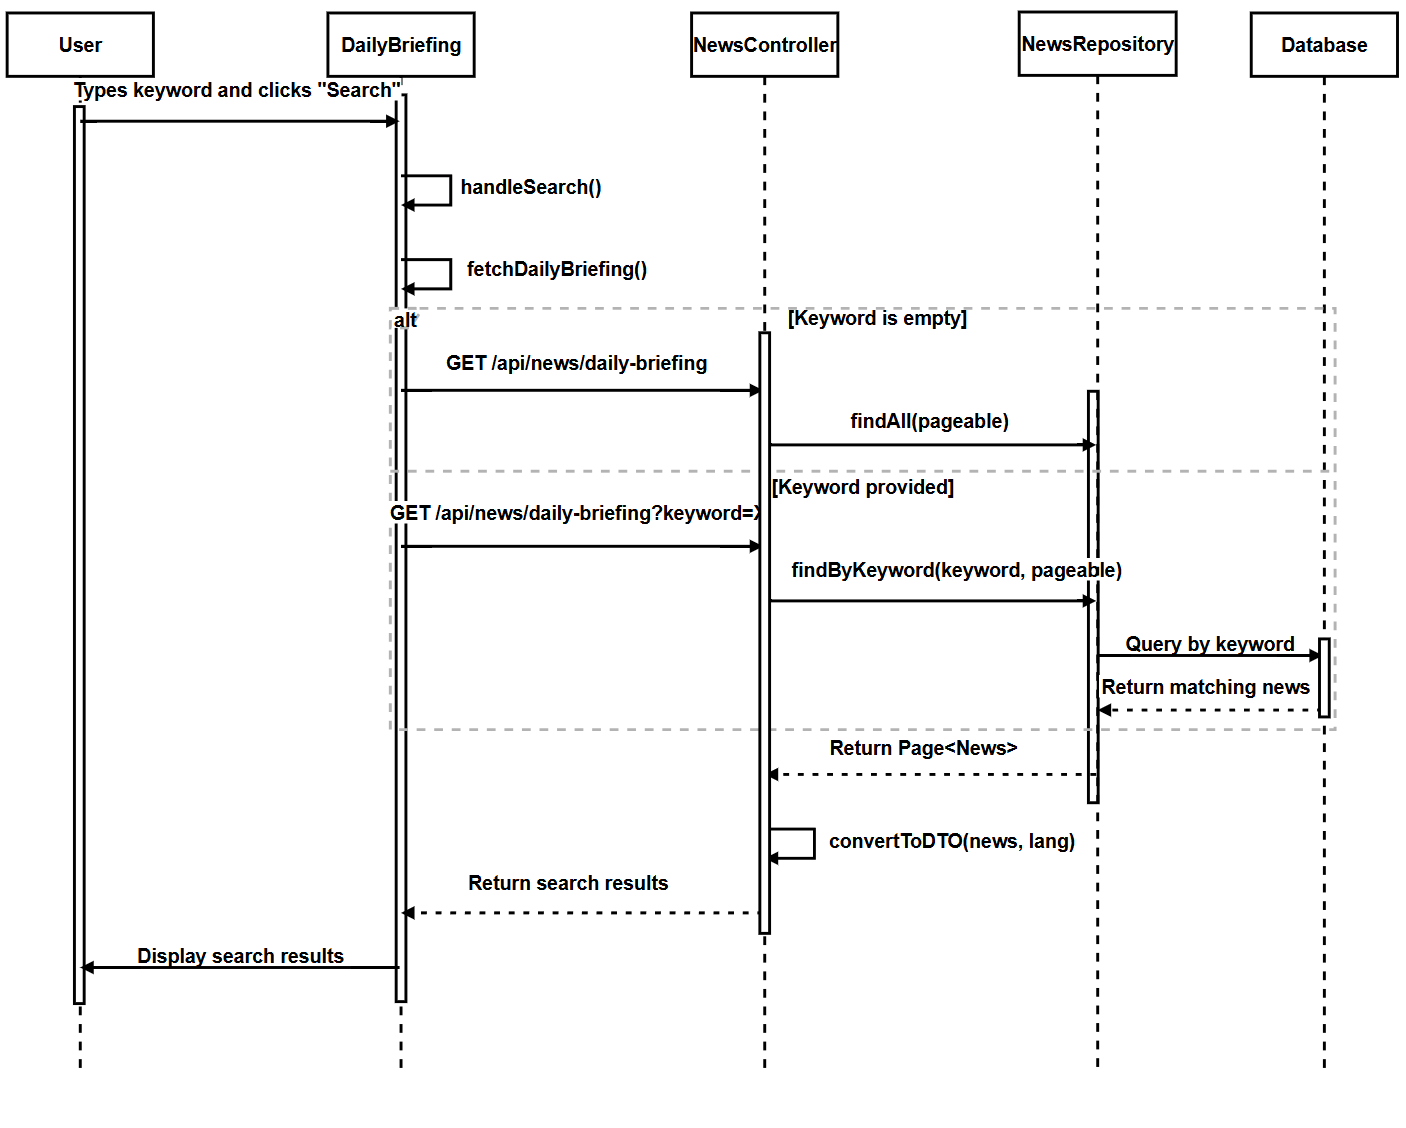 User
DailyBriefing
NewsController
NewsRepository
Database
Types keyword and clicks "Search"
handleSearch()
fetchDailyBriefing()
alt
[Keyword is empty]
GET /api/news/daily-briefing
findAll(pageable)
[Keyword provided]
GET /api/news/daily-briefing?keyword=X
findByKeyword(keyword, pageable)
Query by keyword
Return matching news
Return Page<News>
convertToDTO(news, lang)
Return search results
Display search results